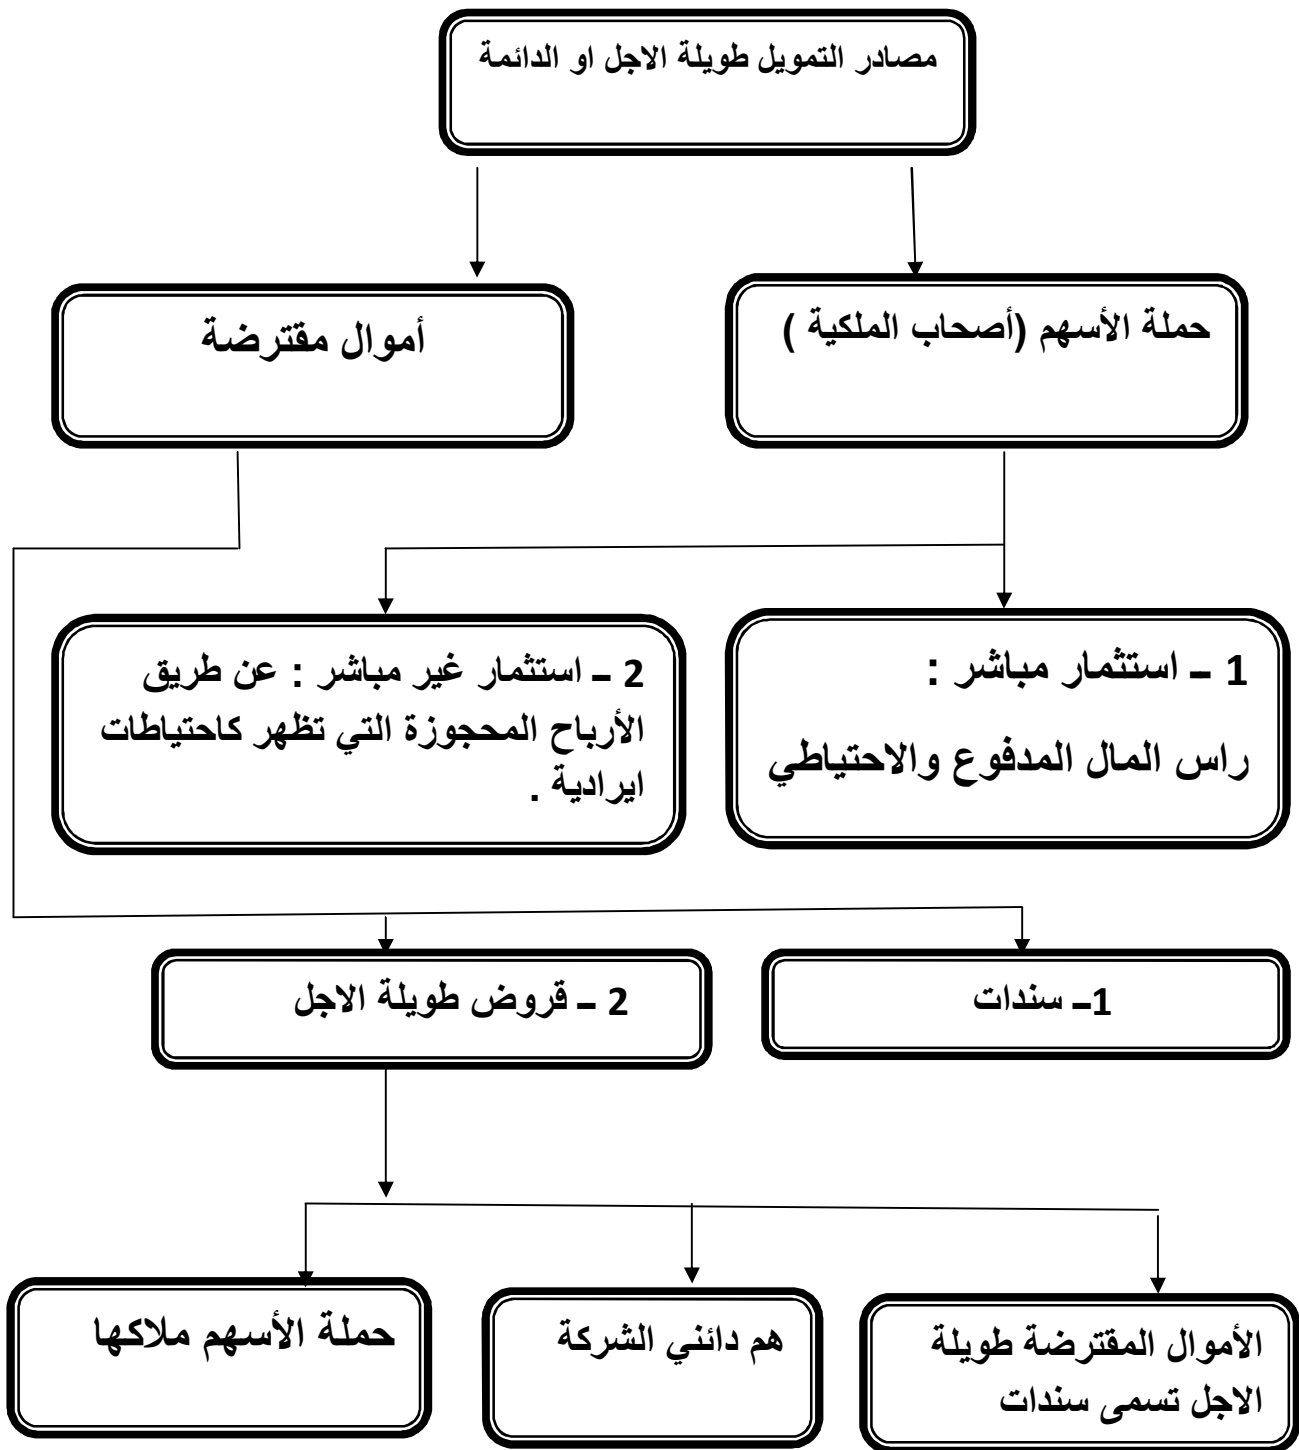 مصادر التمويل طويلة الاجل او الدائمة
حملة الأسهم (أصحاب الملكية )
أموال مقترضة
1 – استثمار مباشر :
راس المال المدفوع والاحتياطي
2 – استثمار غير مباشر : عن طريق
الأرباح المحجوزة التي تظهر كاحتياطات
ايرادية .
1– سندات
2 – قروض طويلة الاجل
الأموال المقترضة طويلة
الاجل تسمى سندات
هم دائني الشركة
حملة الأسهم ملاكها